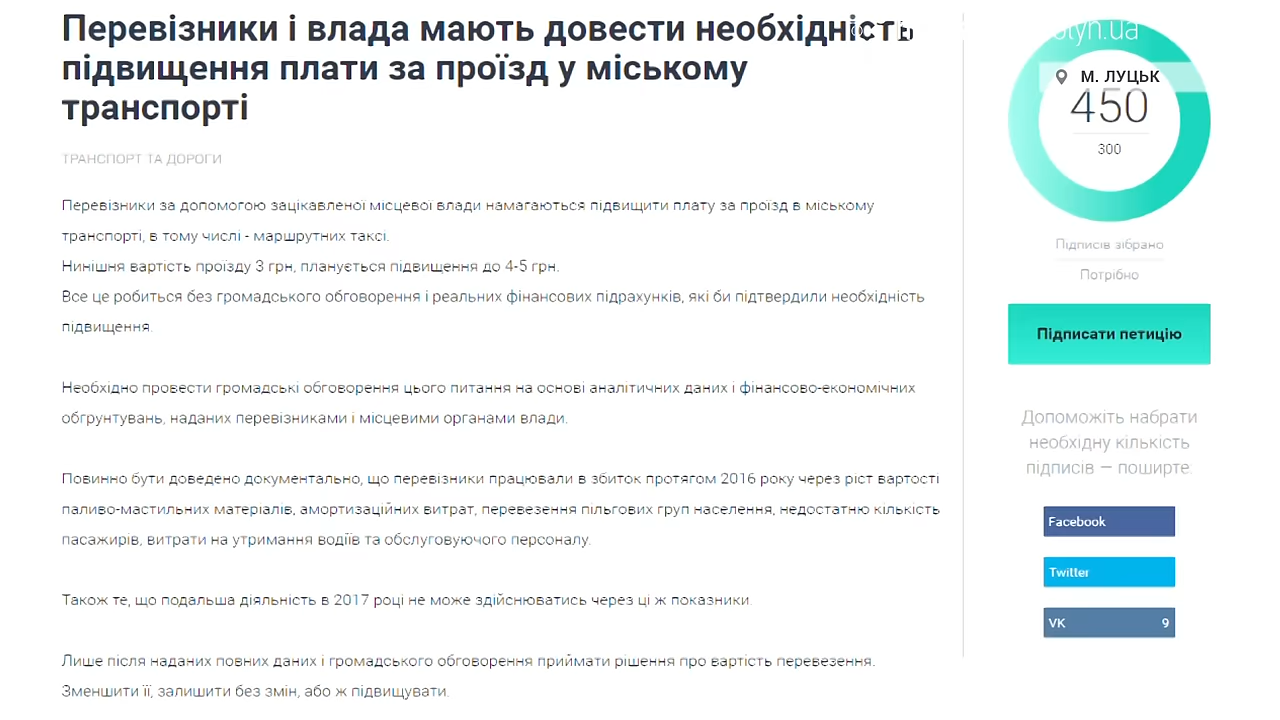 Перевізники і влада мають довести необхідність
підвищення плати за проїзд у міському
транспорті
ТРАНСПОРТ ТА ДОРОГИ
Перевізники за допомогою зацікавленої місцевої влади намагаються підвищити плату за проїзд в міському
транспорті, в тому числі - маршрутних таксі.
Нинішня вартість проїзду 3 грн, планується підвищення до 4-5 грн.
Все це робиться без громадського обговорення і реальних фінансових підрахунків, які би підтвердили необхідність
підвищення.
Необхідно провести громадські обговорення цього питання на основі аналітичних даних і фінансово-економічних
обгрунтувань, наданих перевізниками і місцевими органами влади.
Повинно бути доведено документально, що перевізники працювали в збиток протягом 2016 року через ріст вартості
паливо-мастильних матеріалів, амортизаційних витрат, перевезення пільгових груп населення, недостатню кількість
пасажирів, витрати на утримання водіїв та обслуговуючого персоналу.
Також те, що подальша діяльність в 2017 році не може здійснюватись через ці ж показники.
Лише після наданих повних даних і громадського обговорення приймати рішення про вартість перевезення.
Зменшити її, залишити без змін, або ж підвищувати.
М. ЛУЦЬК
450
300
Підписів зібрано
Потрібно
Підписати петицію
Допоможіть набрати
необхідну кількість
підписів — поширте:
Facebook
Twitter
VK 9